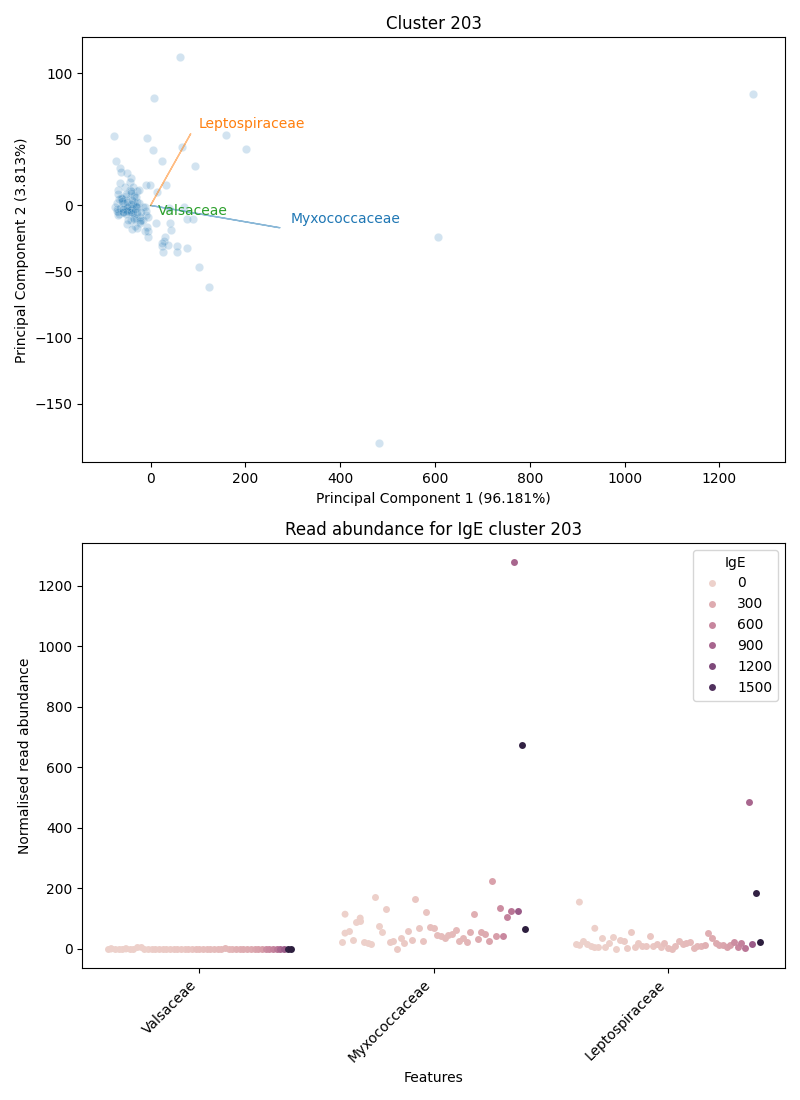 Cluster 203
Principal Component 2 (3.813%)
100
50
0
−50
−100
−150
Leptospiraceae
Valsaceae
Myxococcaceae
0 200 400 600 800 1000 1200
Principal Component 1 (96.181%)
Read abundance for IgE cluster 203
Normalised read abundance
1200
1000
800
600
400
200
0
IgE
0
300
600
900
1200
1500
Valsaceae
Myxococcaceae
Leptospiraceae
Features